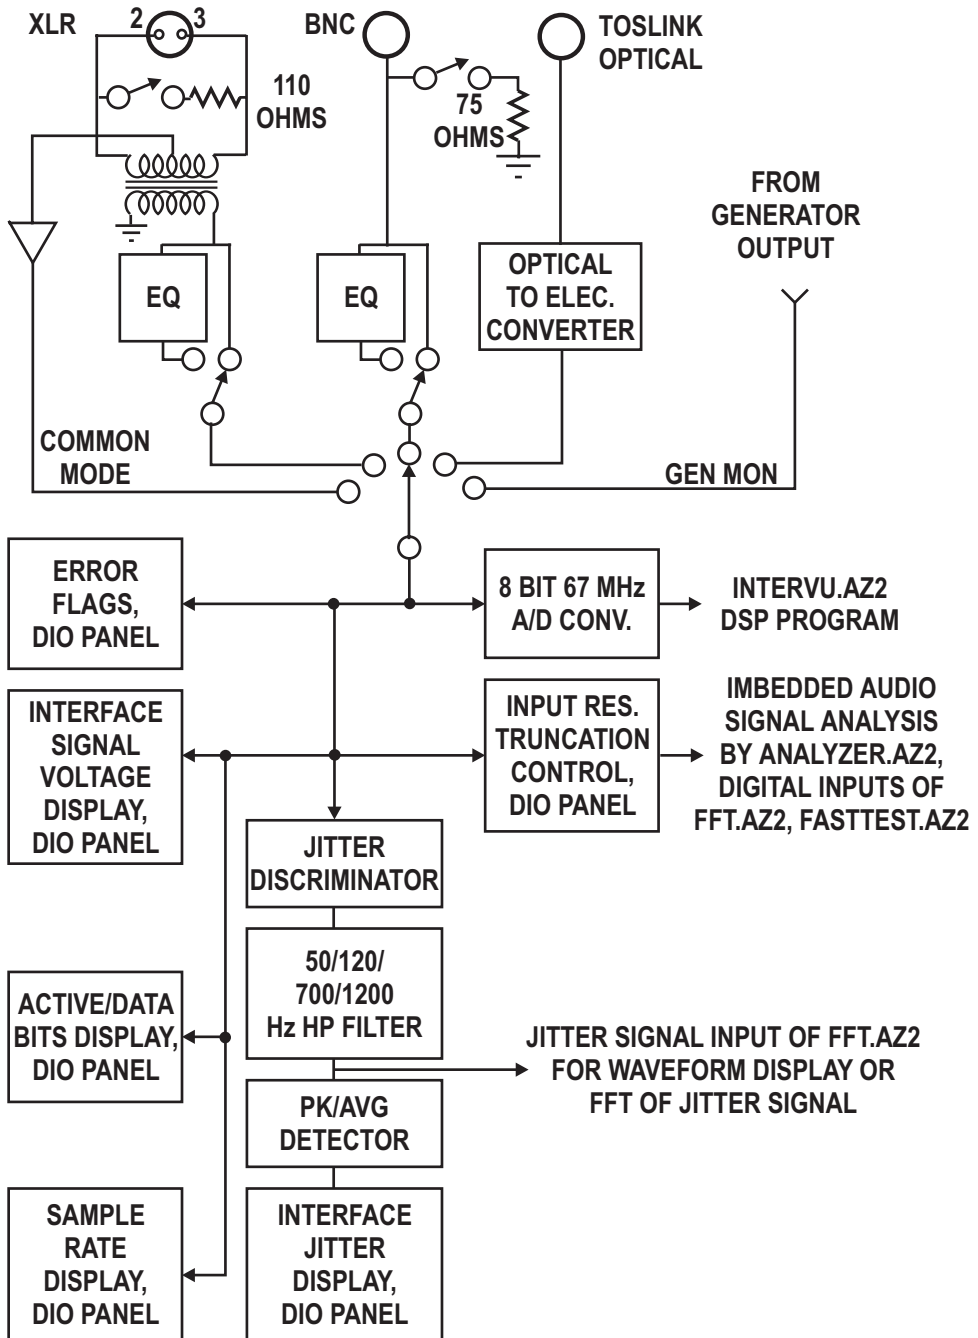 XLR
2
3
BNC
TOSLINK
OPTICAL
110
OHMS
75
OHMS
FROM
GENERATOR
OUTPUT
EQ
EQ
OPTICAL
TO ELEC.
CONVERTER
COMMON
MODE
GEN MON
ERROR
FLAGS,
DIO PANEL
8 BIT 67 MHz
A/D CONV.
INTERVU.AZ2
DSP PROGRAM
INTERFACE
SIGNAL
VOLTAGE
DISPLAY,
DIO PANEL
INPUT RES.
TRUNCATION
CONTROL,
DIO PANEL
IMBEDDED AUDIO
SIGNAL ANALYSIS
BY ANALYZER.AZ2,
DIGITAL INPUTS OF
FFT.AZ2, FASTTEST.AZ2
JITTER
DISCRIMINATOR
50/120/
700/1200
Hz HP FILTER
ACTIVE/DATA
BITS DISPLAY,
DIO PANEL
JITTER SIGNAL INPUT OF FFT.AZ2
FOR WAVEFORM DISPLAY OR
FFT OF JITTER SIGNAL
PK/AVG
DETECTOR
SAMPLE
RATE
DISPLAY,
DIO PANEL
INTERFACE
JITTER
DISPLAY,
DIO PANEL